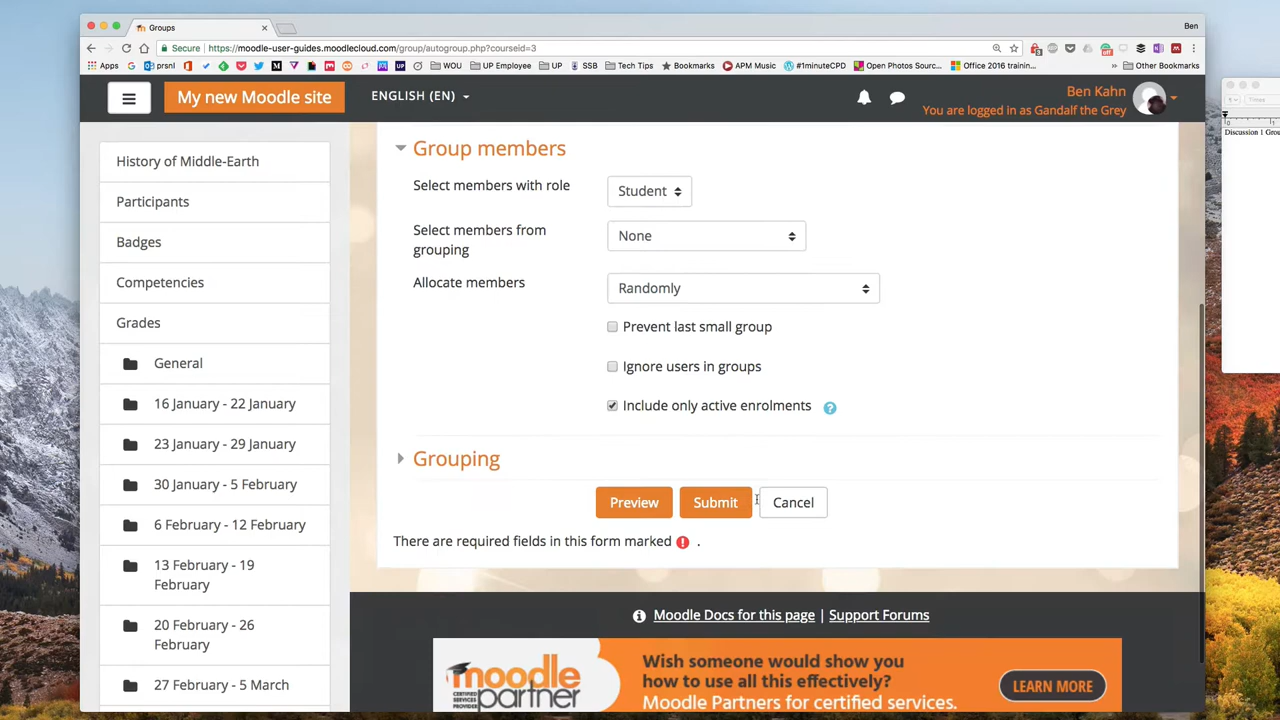 Groups
Ben
Secure
https://moodle-user-guides.moodlecloud.com/group/autogroup.php?courseid=3
Apps prsnl WOU UP Employee UP SSB Tech Tips Bookmarks APM Music #1minuteCPD Open Photos Sourc... Office 2016 trainin... » Other Bookmarks
My new Moodle site
ENGLISH (EN)
Ben Kahn
You are logged in as Gandalf the Grey
Times
Discussion 1 Grou
History of Middle-Earth
Participants
Badges
Competencies
Grades
General
16 January - 22 January
23 January - 29 January
30 January - 5 February
6 February - 12 February
13 February - 19
February
20 February - 26
February
27 February - 5 March
Group members
Select members with role
Student
Select members from
grouping
None
Allocate members
Randomly
Prevent last small group
Ignore users in groups
Include only active enrolments
Grouping
Preview
Submit
Cancel
There are required fields in this form marked .
Moodle Docs for this page | Support Forums
moodle
partner
CERTIFIED
SERVICES
PROVIDER
Wish someone would show you
how to use all this effectively?
Moodle Partners for certified services.
LEARN MORE